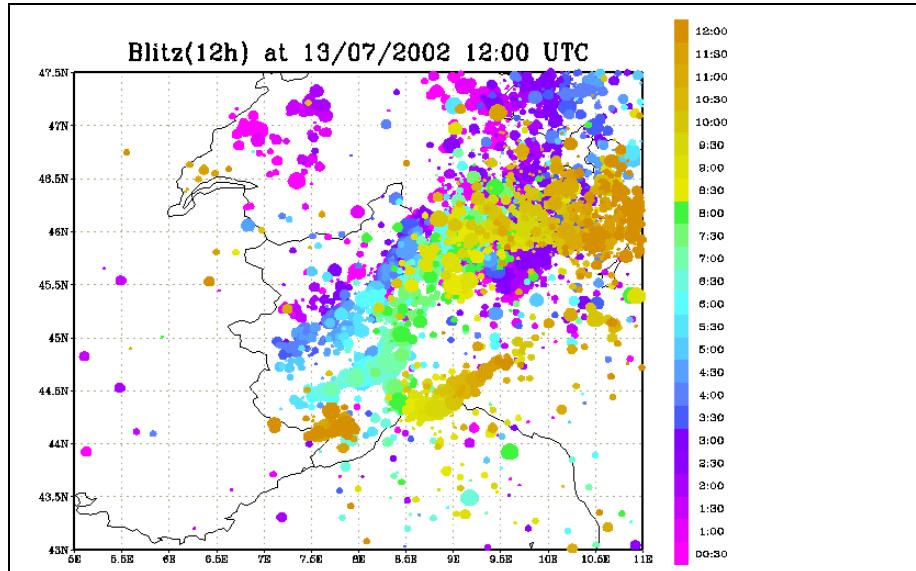 Blitz(12h) at 13/07/2002 12:00 UTC
47.5N
47N
46.5N
46N
45.5N
45N
44.5N
44N
43.5N
43N
5E 5.5E 6E 6.5E 7E 7.5E 8E 8.5E 9E 9.5E 10E 10.5E 11E
12:00
11:30
11:00
10:30
10:00
9:30
9:00
8:30
8:00
7:30
7:00
6:30
6:00
5:30
5:00
4:30
4:00
3:30
3:00
2:30
2:00
1:30
1:00
00:30